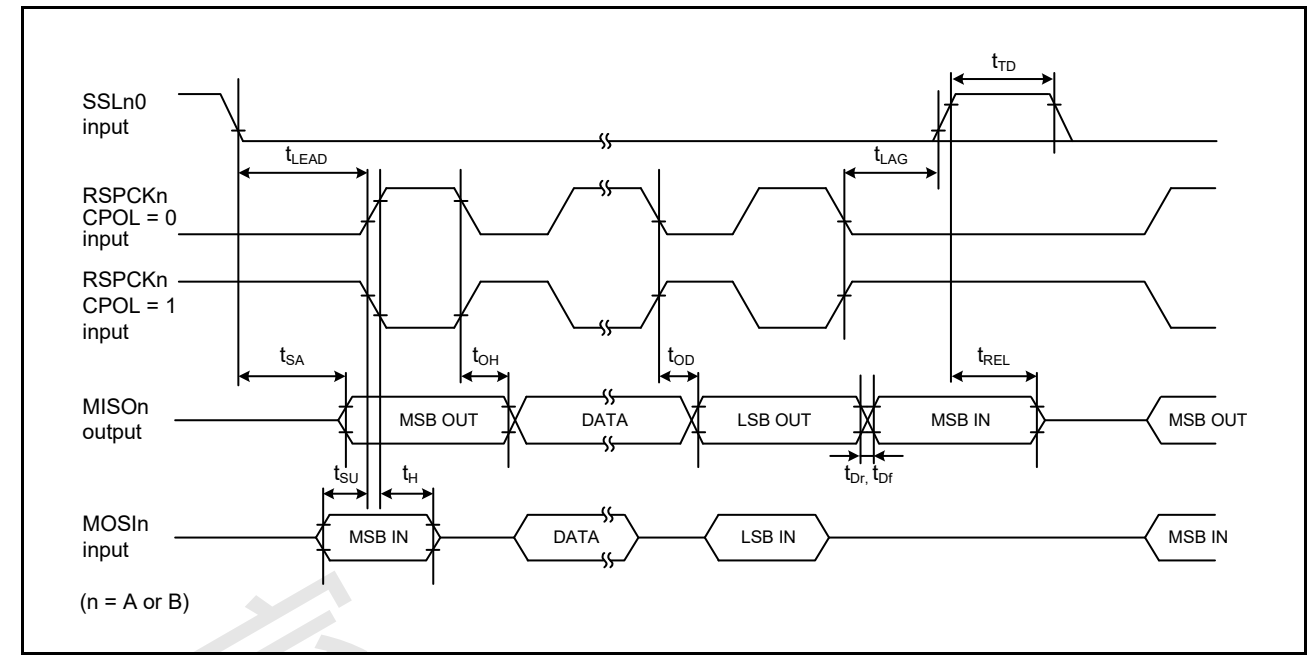 tTD
SSLn0
input
tLEAD
tLAG
RSPCKn
CPOL = 0
input
RSPCKn
CPOL = 1
input
tSA
tOH
tOD
tREL
MISOn
output
MSB OUT
DATA
LSB OUT
MSB IN
MSB OUT
tDr, tDf
tSU
tH
MOSIn
input
MSB IN
DATA
LSB IN
MSB IN
(n = A or B)